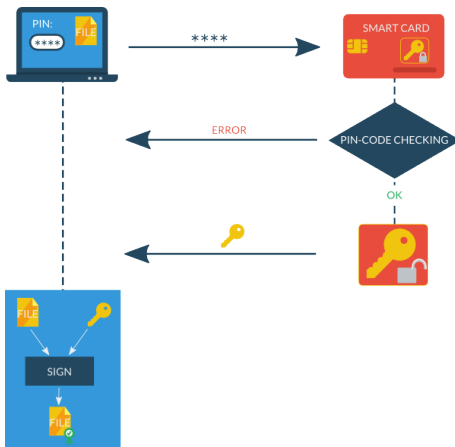 PIN:
****
FILE
****
SMART CARD
ERROR
PIN-CODE CHECKING
OK
FILE
SIGN
FILE